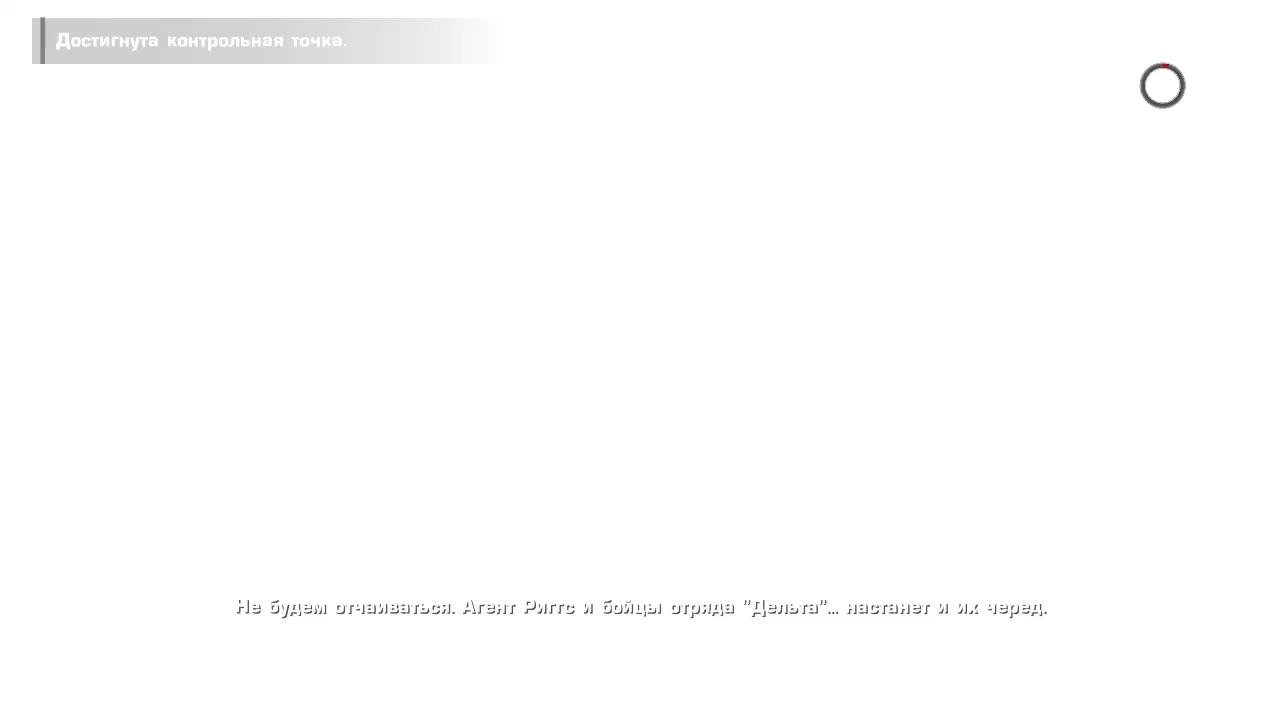 Достигнута контрольная точка.
Не будем отчаиваться. Агент Риггс и бойцы отряда "Дельта"... настанет и их черед.